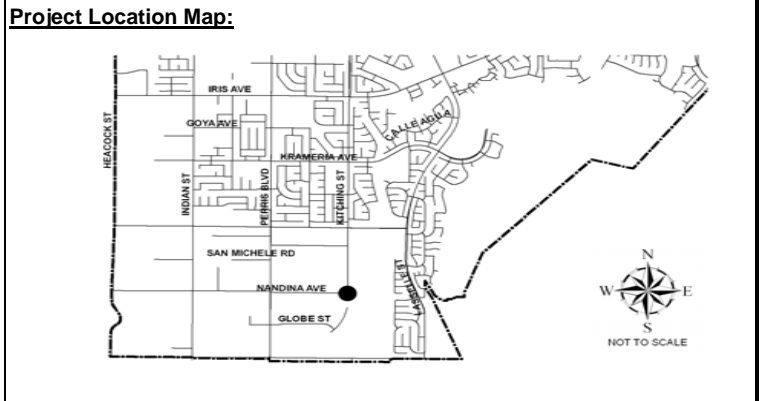 Project Location Map:
IRIS AVE
GOYA AVE
CALLE AGUA
HEACOCK ST
KRAMERIA AVE
INDIAN ST
PERRIS BLVD
KITCHING ST
SAN MICHELE RD
LASSELLE ST
NANDINA AVE
GLOBE ST
N
W
E
S
NOT TO SCALE